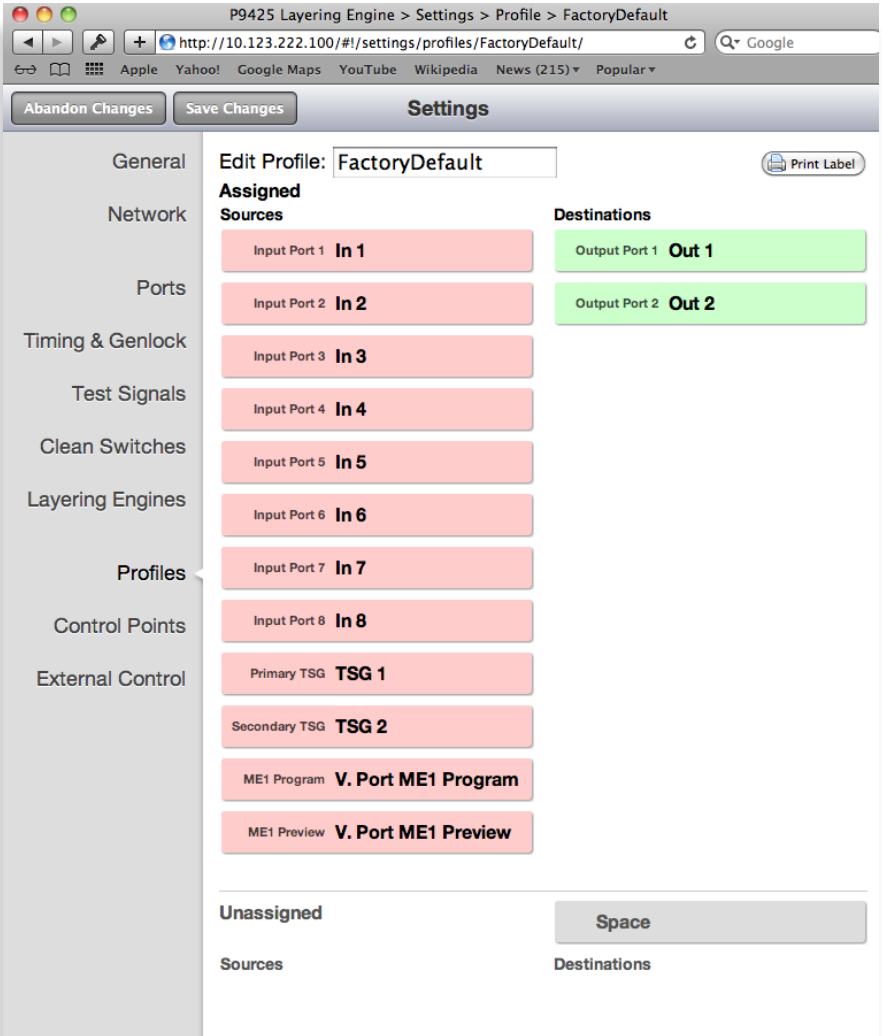 P9425 Layering Engine > Settings > Profile > FactoryDefault
http://10.123.222.100/#!/settings/profiles/FactoryDefault/
Google
Apple Yahoo! Google Maps YouTube Wikipedia News (215) Popular
Abandon Changes Save Changes Settings
General
Network
Ports
Timing & Genlock
Test Signals
Clean Switches
Layering Engines
Profiles
Control Points
External Control
Edit Profile: FactoryDefault
Print Label
Assigned
Sources
Input Port 1 In 1
Input Port 2 In 2
Input Port 3 In 3
Input Port 4 In 4
Input Port 5 In 5
Input Port 6 In 6
Input Port 7 In 7
Input Port 8 In 8
Primary TSG TSG 1
Secondary TSG TSG 2
ME1 Program V. Port ME1 Program
ME1 Preview V. Port ME1 Preview
Destinations
Output Port 1 Out 1
Output Port 2 Out 2
Unassigned
Space
Sources
Destinations